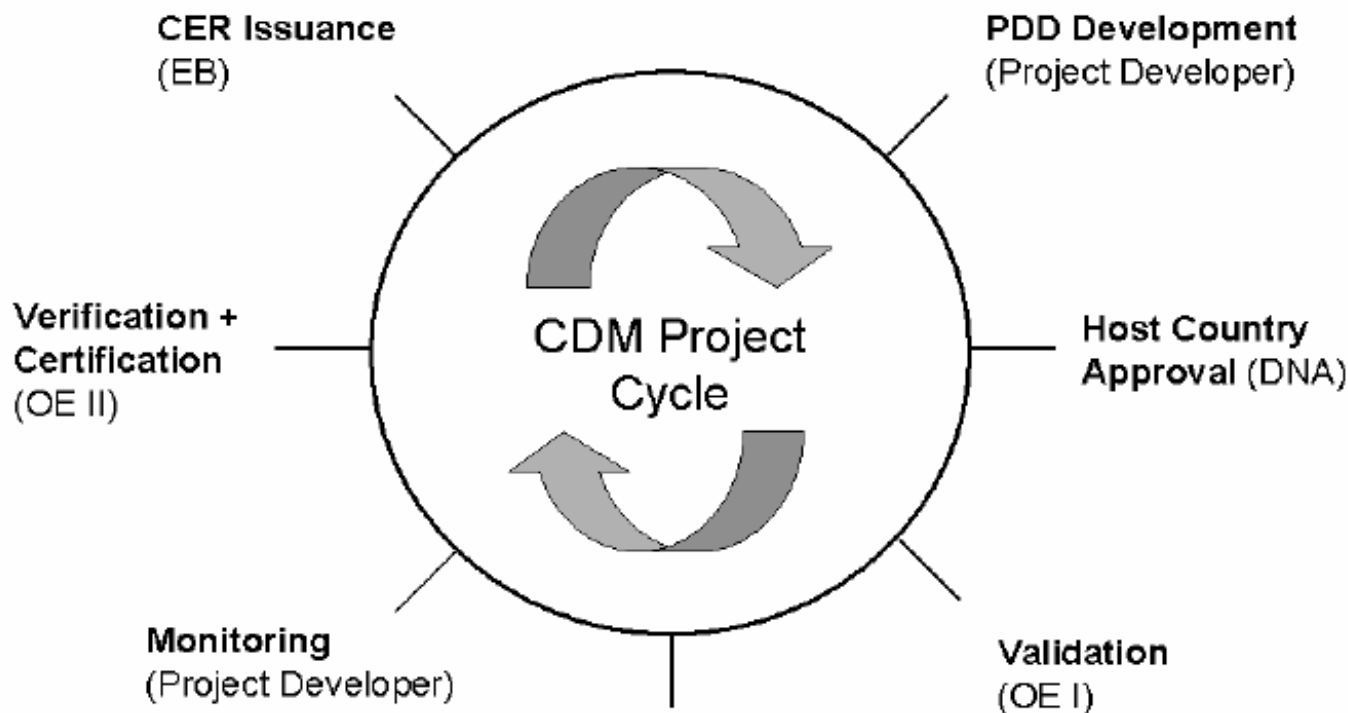 CER Issuance
(EB)
PDD Development
(Project Developer)
Verification +
Certification
(OE II)
CDM Project
Cycle
Host Country
Approval (DNA)
Monitoring
(Project Developer)
Validation
(OE I)